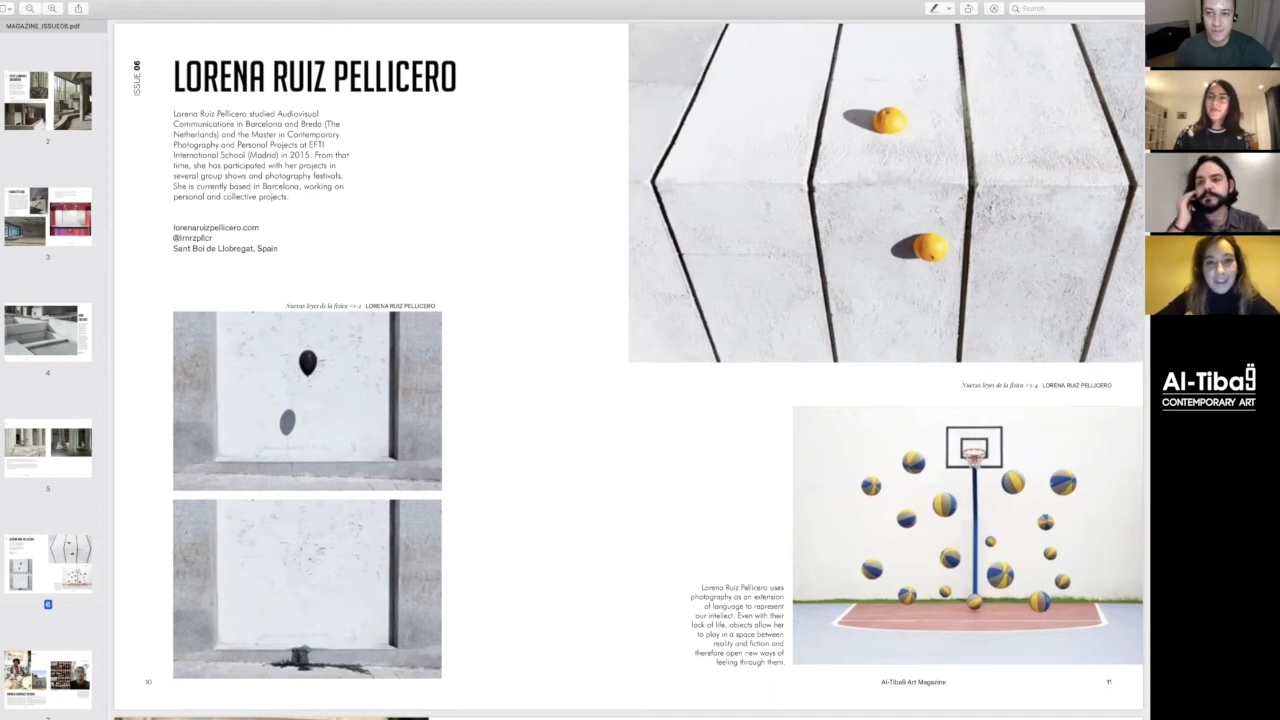 Search
MAGAZINE_ISSUE08.pdf
2
3
4
5
6
ISSUE 06
LORENA RUIZ PELLICERO
Lorena Ruiz Pellicero studied Audiovisual
Communications in Barcelona and Breda (The
Netherlands) and the Master in Contemporary
Photography and Personal Projects at EFTI
International School (Madrid) in 2015. From that
time, she has participated with her projects in
several group shows and photography festivals.
She is currently based in Barcelona, working on
personal and collective projects.
lorenaruizpellicero.com
@lrnrzpllcr
Sant Boi de Llobregat, Spain
Nuevas leyes de la física #1-2 LORENA RUIZ PELLICERO
10
Nuevas leyes de la física #3-4 LORENA RUIZ PELLICERO
Lorena Ruiz Pellicero uses
photography as an extension
of language to represent
our intellect. Even with their
lack of life, objects allow her
to play in a space between
reality and fiction and
therefore open new ways of
feeling through them.
Al-Tiba9 Art Magazine
11
Al-Tiba9
CONTEMPORARY ART